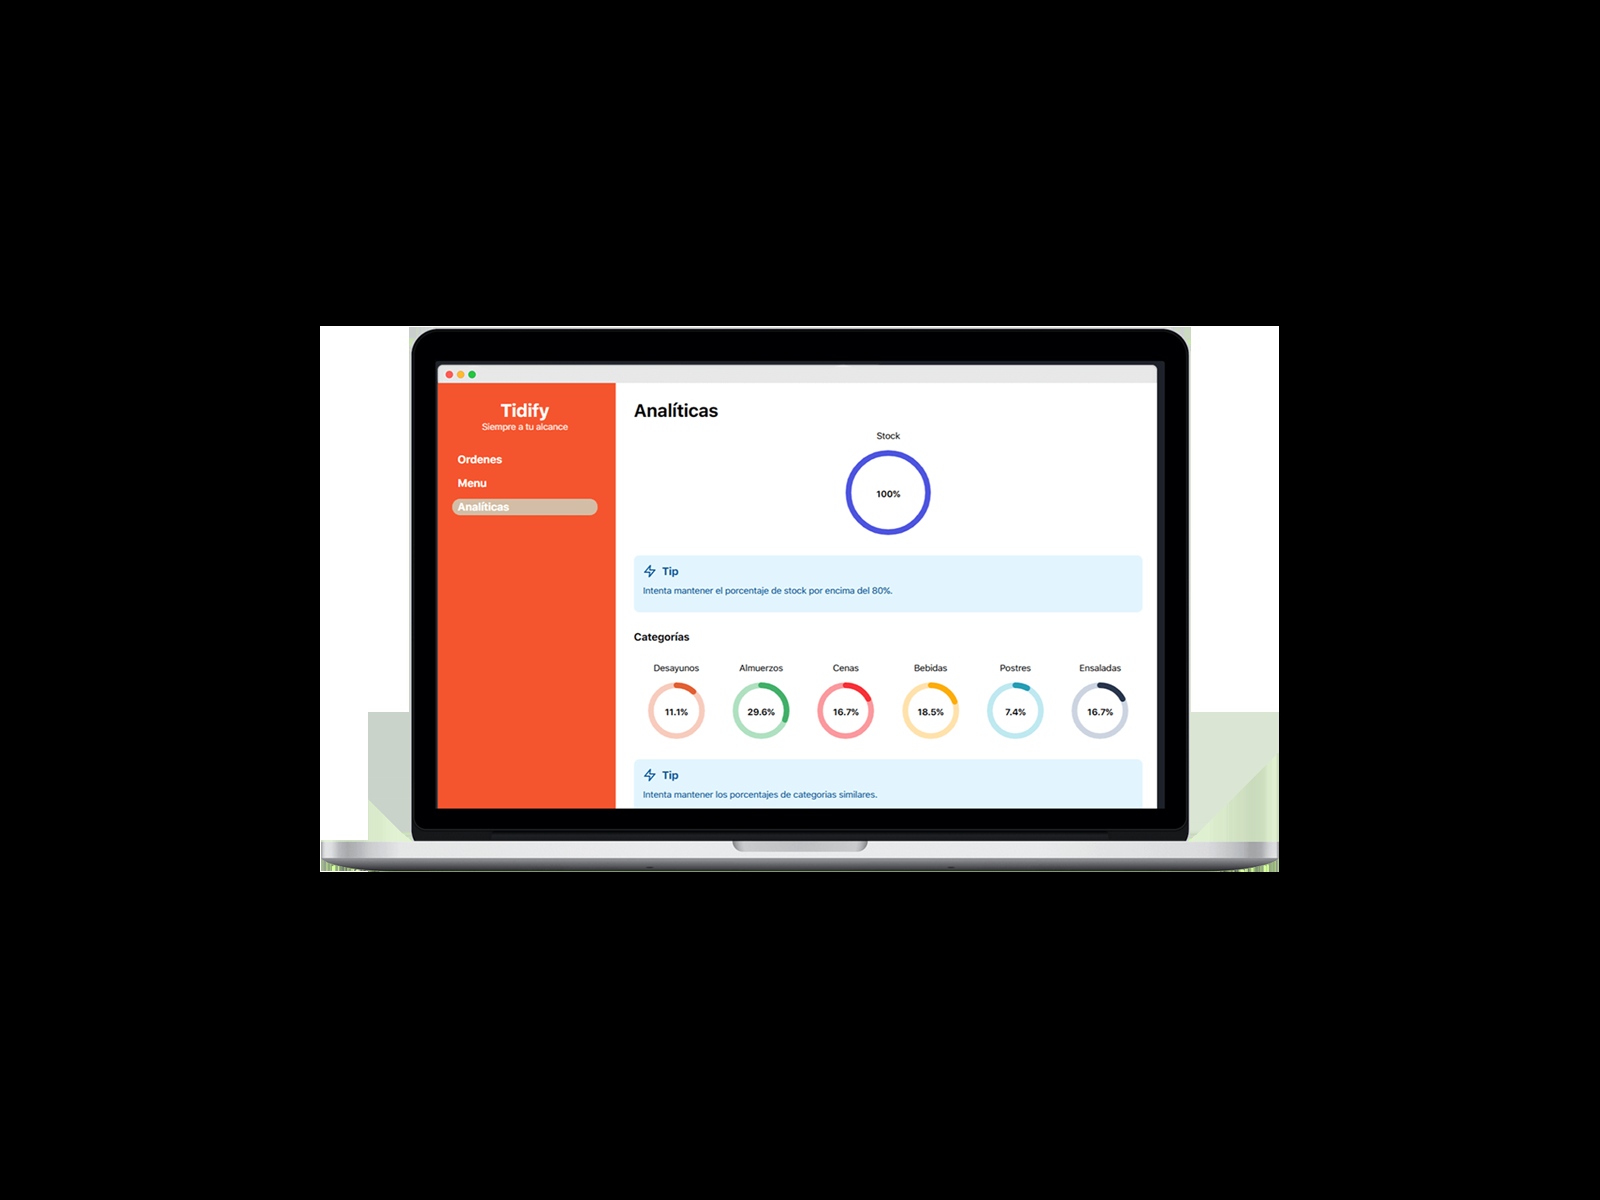 Tidify
Siempre a tu alcance
Ordenes
Menu
Analíticas
Analíticas
Stock
100%
Tip
Intenta mantener el porcentaje de stock por encima del 80%.
Categorías
Desayunos Almuerzos Cenas Bebidas Postres Ensaladas
11.1% 29.6% 16.7% 18.5% 7.4% 16.7%
Tip
Intenta mantener los porcentajes de categorias similares.